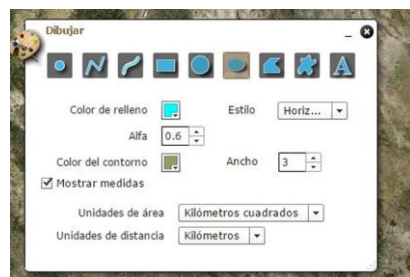 Dibujar
A
Color de relleno Estilo Horiz...
Alfa 0.6
Color del contorno Ancho 3
Mostrar medidas
Unidades de área Kilómetros cuadrados
Unidades de distancia Kilómetros